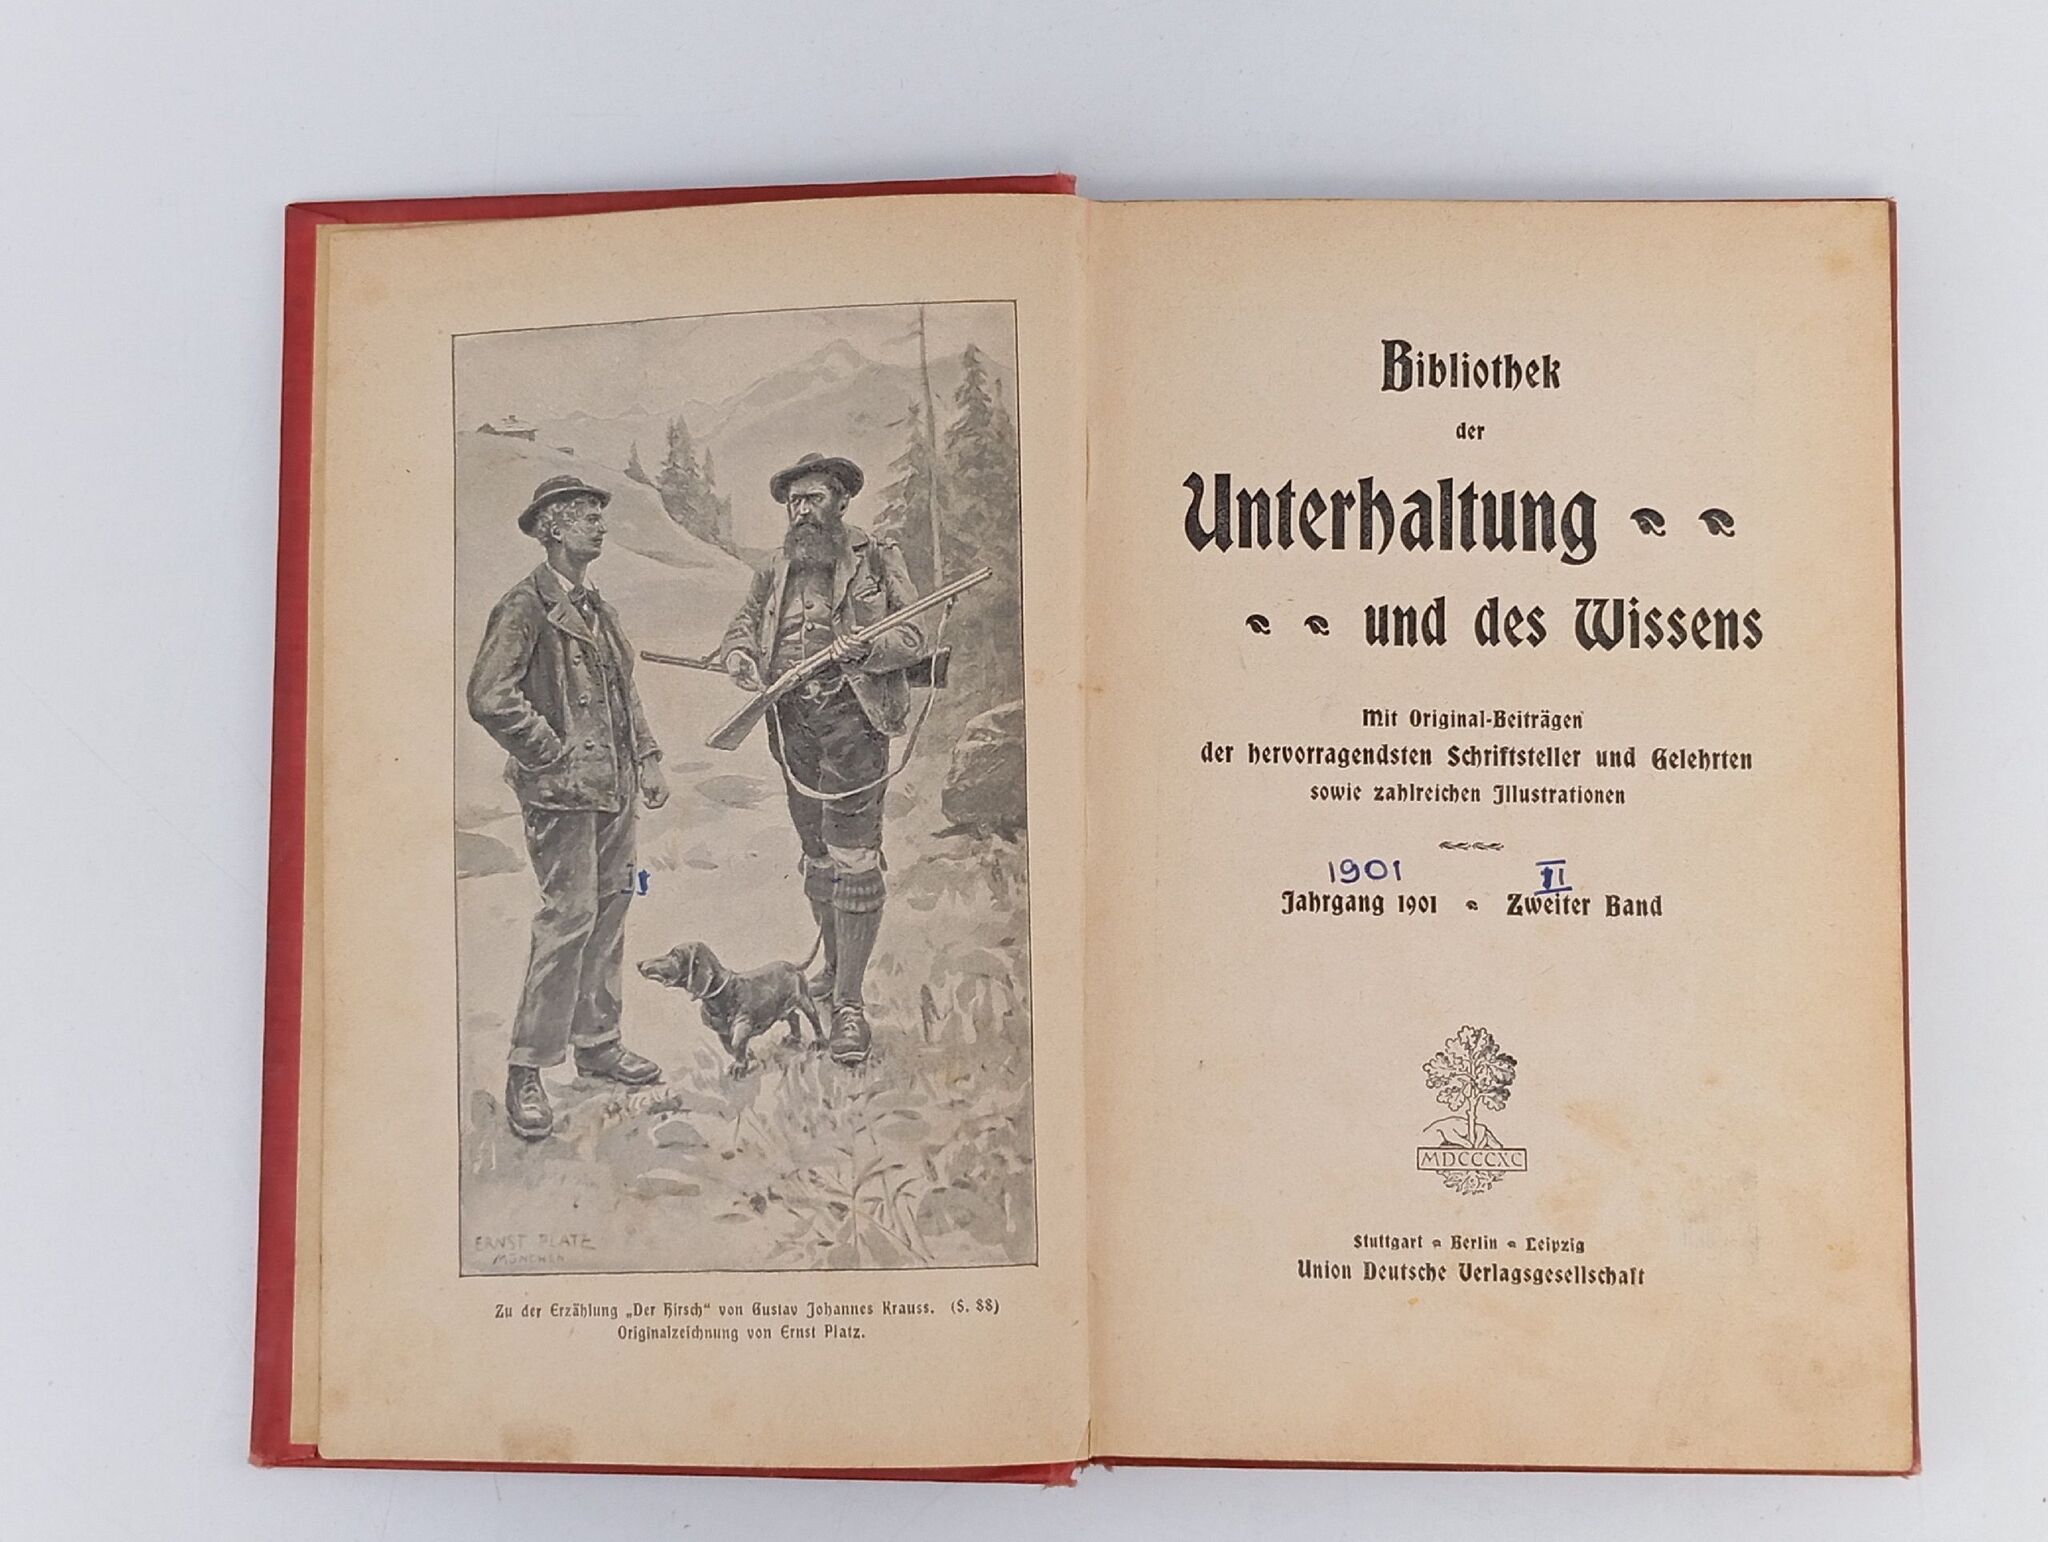 ERNST PLATZ
MÜNCHEN
Zu der Erzählung „Der Hirsch“ von Gustav Johannes Krauss. (S. 88)
Originalzeichnung von Ernst Platz.
Bibliothek
der
Unterhaltung
und des Wissens
Mit Original-Beiträgen
der hervorragendsten Schriftsteller und Gelehrten
sowie zahlreichen Illustrationen
1901 II
Jahrgang 1901 Zweiter Band
MDCCCXC
Stuttgart Berlin Leipzig
Union Deutsche Verlagsgesellschaft